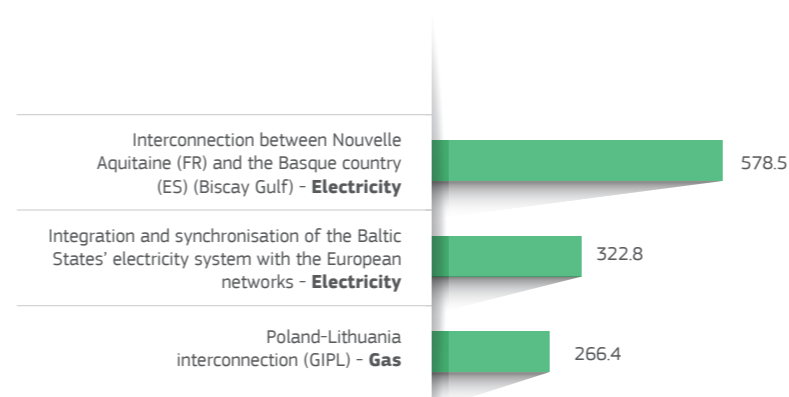 Interconnection between Nouvelle
Aquitaine (FR) and the Basque country
(ES) (Biscay Gulf) - Electricity
578.5
Integration and synchronisation of the Baltic
States’ electricity system with the European
networks - Electricity
322.8
Poland-Lithuania
interconnection (GIPL) - Gas
266.4